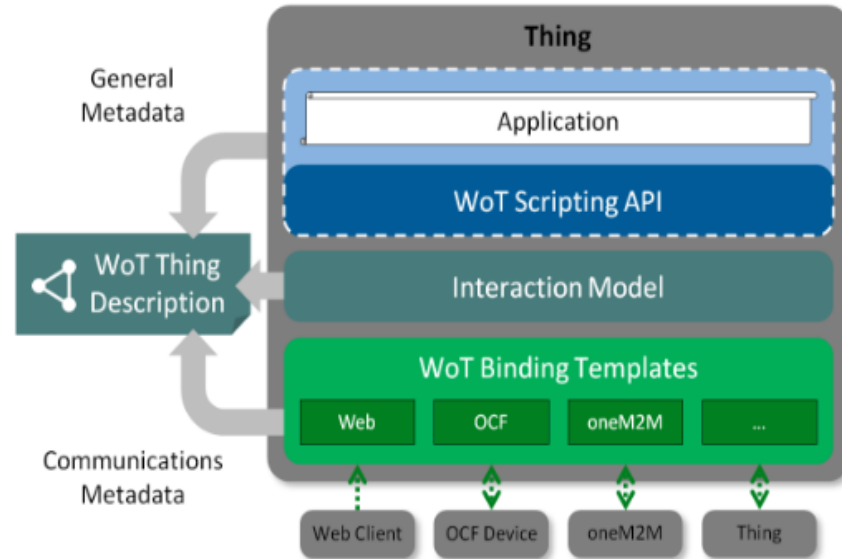 Thing
General
Metadata
Application
WoT Scripting API
WoT Thing
Description
Interaction Model
WoT Binding Templates
Web
OCF
oneM2M
...
Communications
Metadata
Web Client
OCF Device
oneM2M
Thing